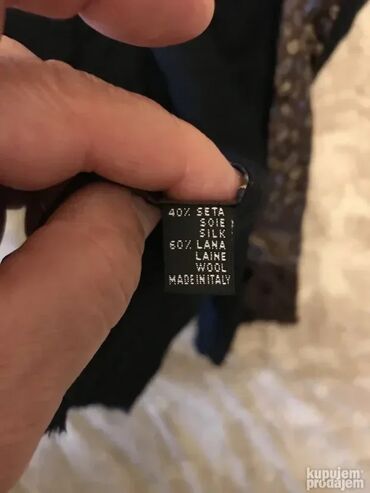 40% SETA
SOIE
SILK
60% LANA
LAINE
WOOL
MADE IN ITALY
kupujem
prodajem